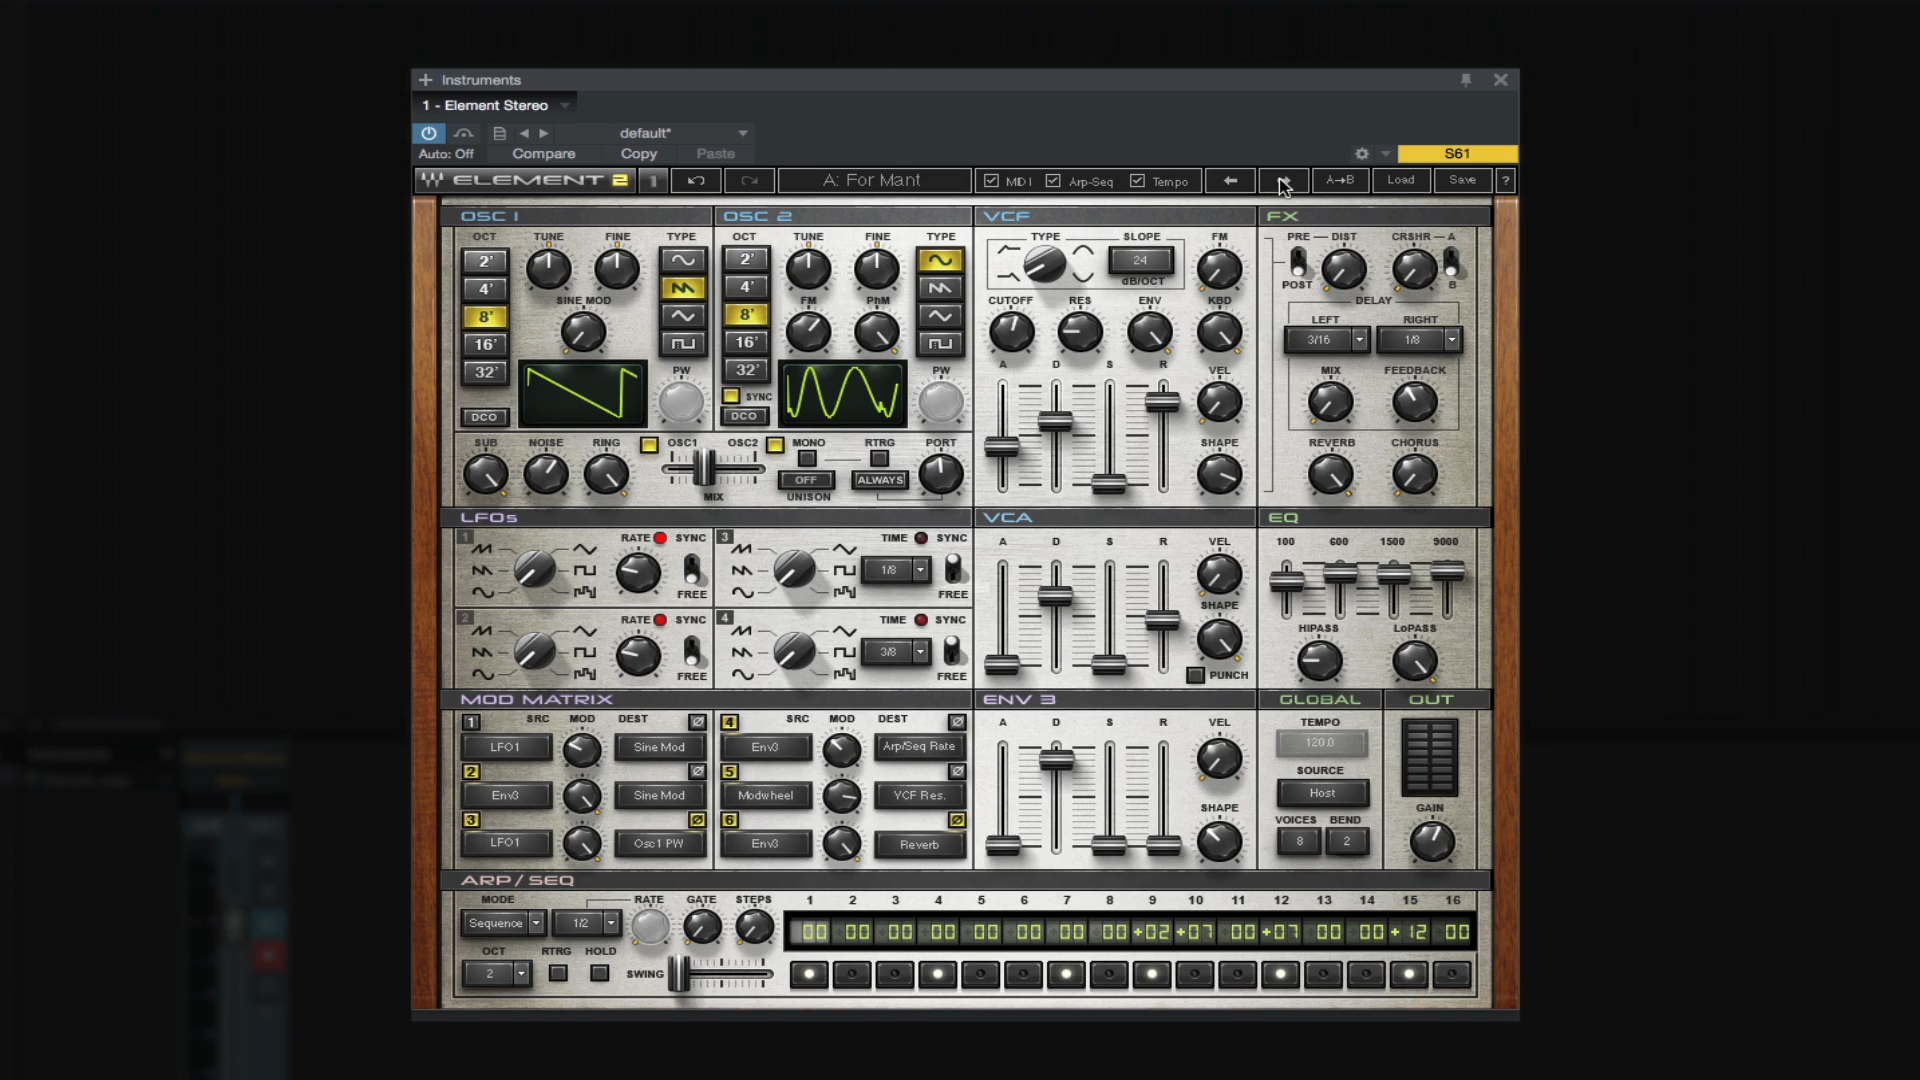 Instruments
1 - Element Stereo
default*
Auto: Off Compare Copy Paste S61
ELEMENT 2 1 A: For Mant MIDI Arp-Seq Tempo A→B Load Save ?
OSC 1 OSC 2 VCF FX
OCT TUNE FINE TYPE
2'
4'
8'
16'
32'
SINE MOD
PW
DCO
OCT TUNE FINE TYPE
2'
4'
8'
16'
32'
FM PhM
PW
SYNC
DCO
SUB NOISE RING OSC1 OSC2 MONO RTRG PORT
OFF ALWAYS
MIX UNISON
TYPE SLOPE FM
24
dB/OCT
CUTOFF RES ENV KBD
A D S R
VEL
SHAPE
PRE DIST CRSHR A
POST B
DELAY
LEFT RIGHT
3/16 1/8
MIX FEEDBACK
REVERB CHORUS
LFOs VCA EQ
1 RATE SYNC
FREE
3 TIME SYNC
1/8
FREE
2 RATE SYNC
FREE
4 TIME SYNC
3/8
FREE
A D S R VEL
SHAPE
PUNCH
100 600 1500 9000
HIPASS LoPASS
MOD MATRIX ENV 3 GLOBAL OUT
1 SRC MOD DEST
LFO1 Sine Mod
2
Env3 Sine Mod
3
LFO1 Osc1 PW
4 SRC MOD DEST
Env3 Arp/Seq Rate
5
Modwheel VCF Res.
6
Env3 Reverb
A D S R VEL
SHAPE
TEMPO
120.0
SOURCE
Host
VOICES BEND
8 2
GAIN
ARP / SEQ
MODE RATE GATE STEPS
Sequence 1/2
OCT RTRG HOLD
2 SWING
1 2 3 4 5 6 7 8 9 10 11 12 13 14 15 16
00 00 00 00 00 00 00 00 +02 +07 00 +07 00 00 +12 00